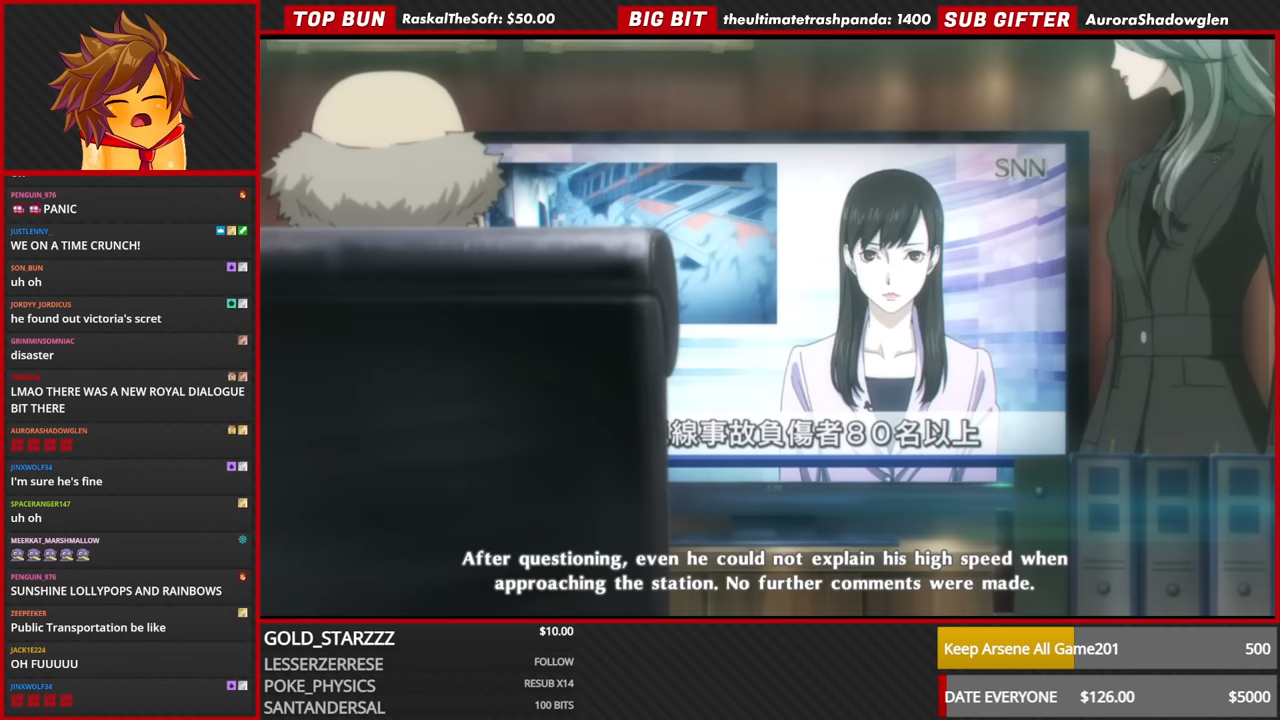 TOP BUN
RaskalTheSoft: $50.00
BIG BIT
theultimatetrashpanda: 1400
SUB GIFTER
AuroraShadowglen
PENGUIN_976
PANIC
JUSTLENNY_
WE ON A TIME CRUNCH!
SON_BUN
uh oh
JORDYY_JORDICUS
he found out victoria's scret
GRIMMINSOMNIAC
disaster
LMAO THERE WAS A NEW ROYAL DIALOGUE
BIT THERE
AURORASHADOWGLEN
JINXWOLF34
I'm sure he's fine
SPACERANGER147
uh oh
MEERKAT_MARSHMALLOW
PENGUIN_976
SUNSHINE LOLLYPOPS AND RAINBOWS
ZEEPEEKER
Public Transportation be like
JACK1E224
OH FUUUUU
JINXWOLF34
SNN
線事故負傷者80名以上
After questioning, even he could not explain his high speed when
approaching the station. No further comments were made.
GOLD_STARZZZ $10.00
LESSERZERRESE FOLLOW
POKE_PHYSICS RESUB X14
SANTANDERSAL 100 BITS
Keep Arsene All Game201 500
DATE EVERYONE $126.00 $5000